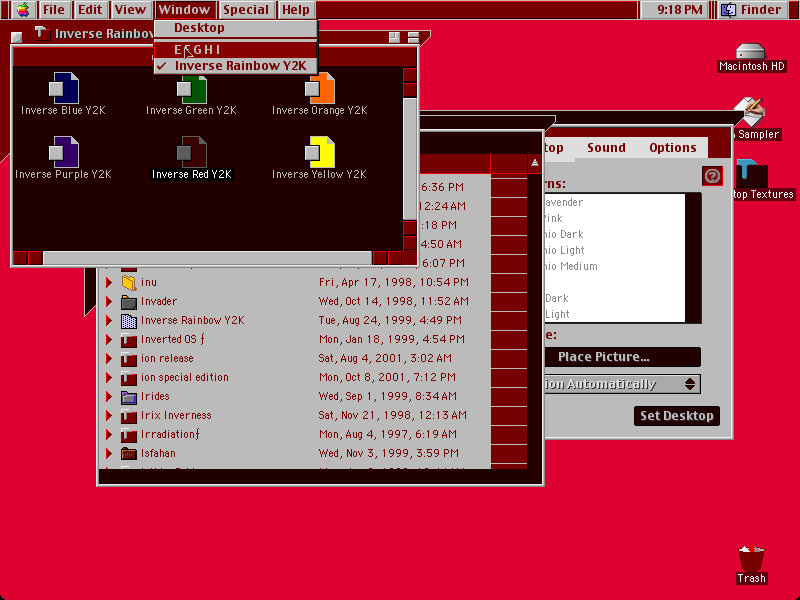 File Edit View Window Special Help 9:18 PM Finder
Desktop
E F G H I
✓ Inverse Rainbow Y2K
Inverse Rainbow
Inverse Blue Y2K Inverse Green Y2K Inverse Orange Y2K
Inverse Purple Y2K Inverse Red Y2K Inverse Yellow Y2K
Macintosh HD
Sampler
top Textures
top Sound Options
rns:
avender
Pink
hio Dark
hio Light
hio Medium
Dark
Light
e:
Place Picture...
ion Automatically
Set Desktop
6:36 PM
12:24 AM
:18 PM
4:50 AM
6:07 PM
inu Fri, Apr 17, 1998, 10:54 PM
Invader Wed, Oct 14, 1998, 11:52 AM
Inverse Rainbow Y2K Tue, Aug 24, 1999, 4:49 PM
Inverted OS ƒ Mon, Jan 18, 1999, 4:54 PM
ion release Sat, Aug 4, 2001, 3:02 AM
ion special edition Mon, Oct 8, 2001, 7:12 PM
Irides Wed, Sep 1, 1999, 8:34 AM
Irix Inverness Sat, Nov 21, 1998, 12:13 AM
Irradiationƒ Mon, Aug 4, 1997, 6:19 AM
Isfahan Wed, Nov 3, 1999, 3:59 PM
Trash